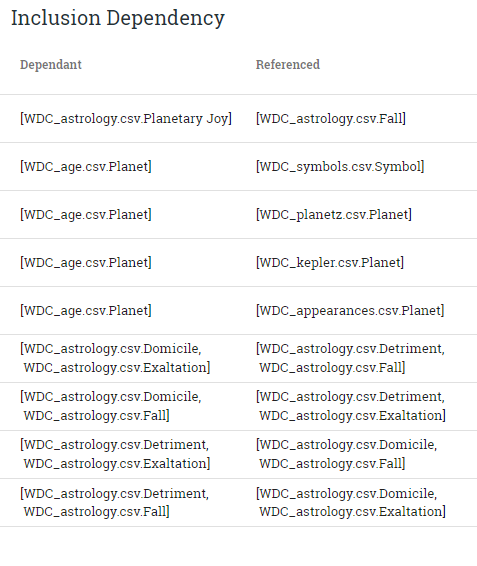 Inclusion Dependency
Dependant Referenced
[WDC_astrology.csv.Planetary Joy] [WDC_astrology.csv.Fall]
[WDC_age.csv.Planet] [WDC_symbols.csv.Symbol]
[WDC_age.csv.Planet] [WDC_planetz.csv.Planet]
[WDC_age.csv.Planet] [WDC_kepler.csv.Planet]
[WDC_age.csv.Planet] [WDC_appearances.csv.Planet]
[WDC_astrology.csv.Domicile, [WDC_astrology.csv.Detriment,
WDC_astrology.csv.Exaltation] WDC_astrology.csv.Fall]
[WDC_astrology.csv.Domicile, [WDC_astrology.csv.Detriment,
WDC_astrology.csv.Fall] WDC_astrology.csv.Exaltation]
[WDC_astrology.csv.Detriment, [WDC_astrology.csv.Domicile,
WDC_astrology.csv.Exaltation] WDC_astrology.csv.Fall]
[WDC_astrology.csv.Detriment, [WDC_astrology.csv.Domicile,
WDC_astrology.csv.Fall] WDC_astrology.csv.Exaltation]